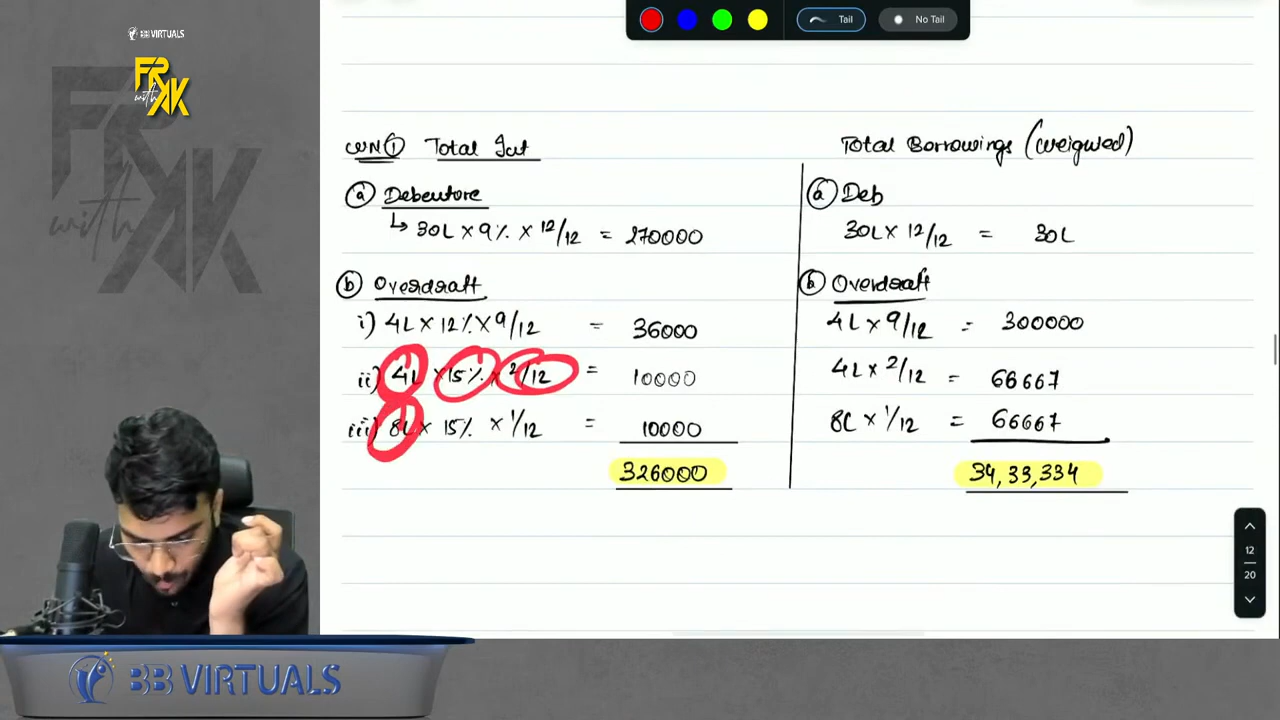 BB VIRTUALS
FR
with
AK
Tail
No Tail
WN① Total Int
ⓐ Debenture
↳ 30L × 9% × 12/12 = 270000
ⓑ Overdraft
i) 4L × 12% × 9/12 = 36000
ii) 4L × 15% × 2/12 = 10000
iii) 8L × 15% × 1/12 = 10000
326000
Total Borrowings (weigwed)
ⓐ Deb
30L × 12/12 = 30L
ⓑ Overdraft
4L × 9/12 = 300000
4L × 2/12 = 66667
8L × 1/12 = 66667
34,33,334
12
20
BB VIRTUALS